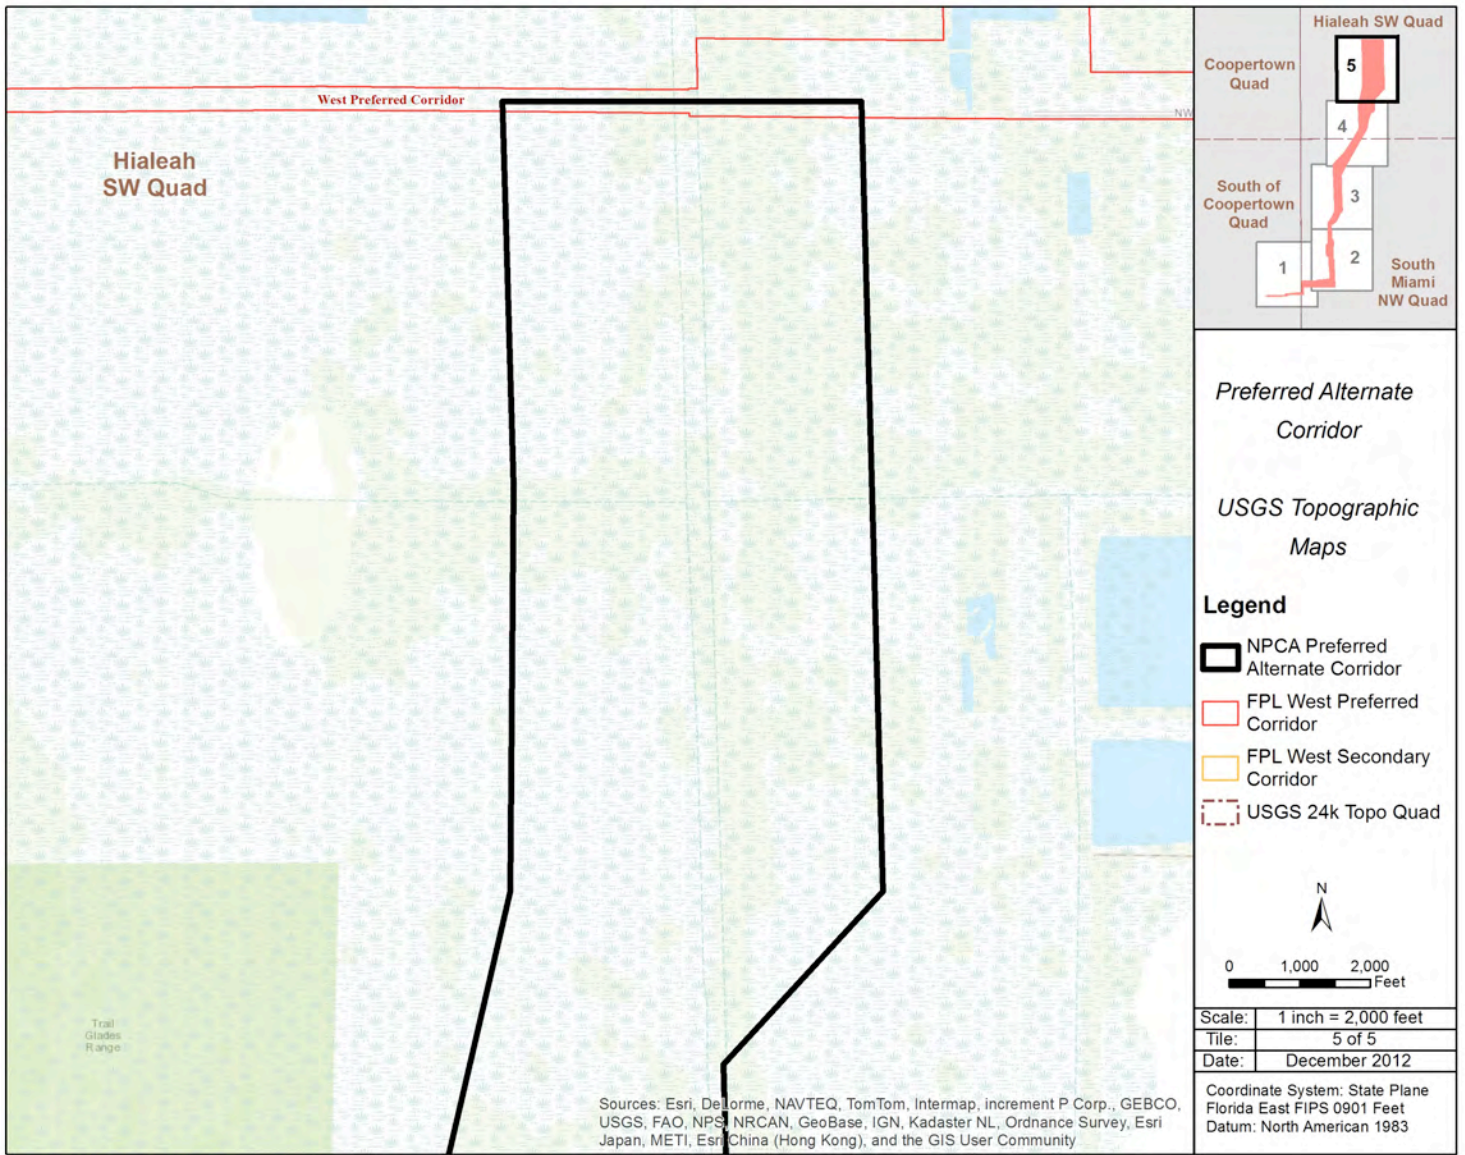 West Preferred Corridor
NW
Hialeah
SW Quad
Trail
Glades
Range
Sources: Esri, DeLorme, NAVTEQ, TomTom, Intermap, increment P Corp., GEBCO,
USGS, FAO, NPS, NRCAN, GeoBase, IGN, Kadaster NL, Ordnance Survey, Esri
Japan, METI, Esri China (Hong Kong), and the GIS User Community
Hialeah SW Quad
Coopertown
Quad
5
4
South of
Coopertown
Quad
3
2
1
South
Miami
NW Quad
Preferred Alternate
Corridor
USGS Topographic
Maps
Legend
NPCA Preferred
Alternate Corridor
FPL West Preferred
Corridor
FPL West Secondary
Corridor
USGS 24k Topo Quad
N
0 1,000 2,000
Feet
Scale: 1 inch = 2,000 feet
Tile: 5 of 5
Date: December 2012
Coordinate System: State Plane
Florida East FIPS 0901 Feet
Datum: North American 1983